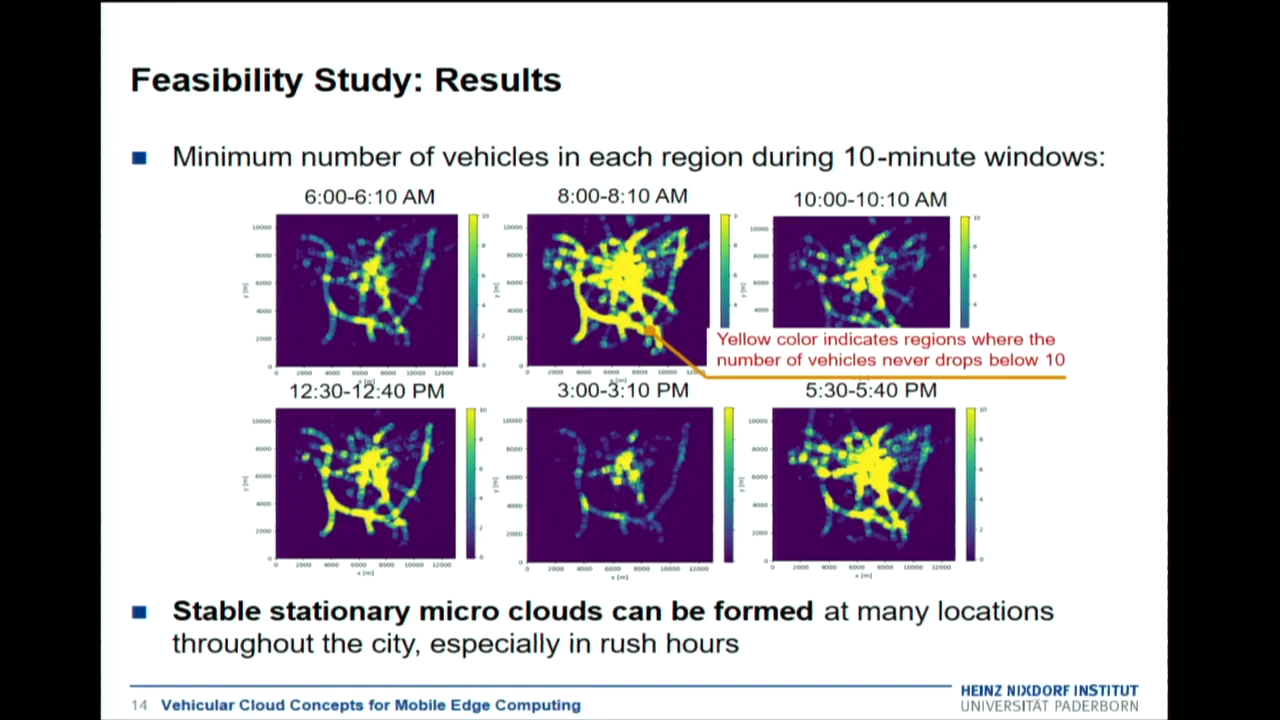 Feasibility Study: Results
Minimum number of vehicles in each region during 10-minute windows:
6:00-6:10 AM
8:00-8:10 AM
10:00-10:10 AM
Yellow color indicates regions where the
number of vehicles never drops below 10
12:30-12:40 PM
3:00-3:10 PM
5:30-5:40 PM
Stable stationary micro clouds can be formed at many locations
throughout the city, especially in rush hours
14 Vehicular Cloud Concepts for Mobile Edge Computing
HEINZ NIXDORF INSTITUT
UNIVERSITÄT PADERBORN